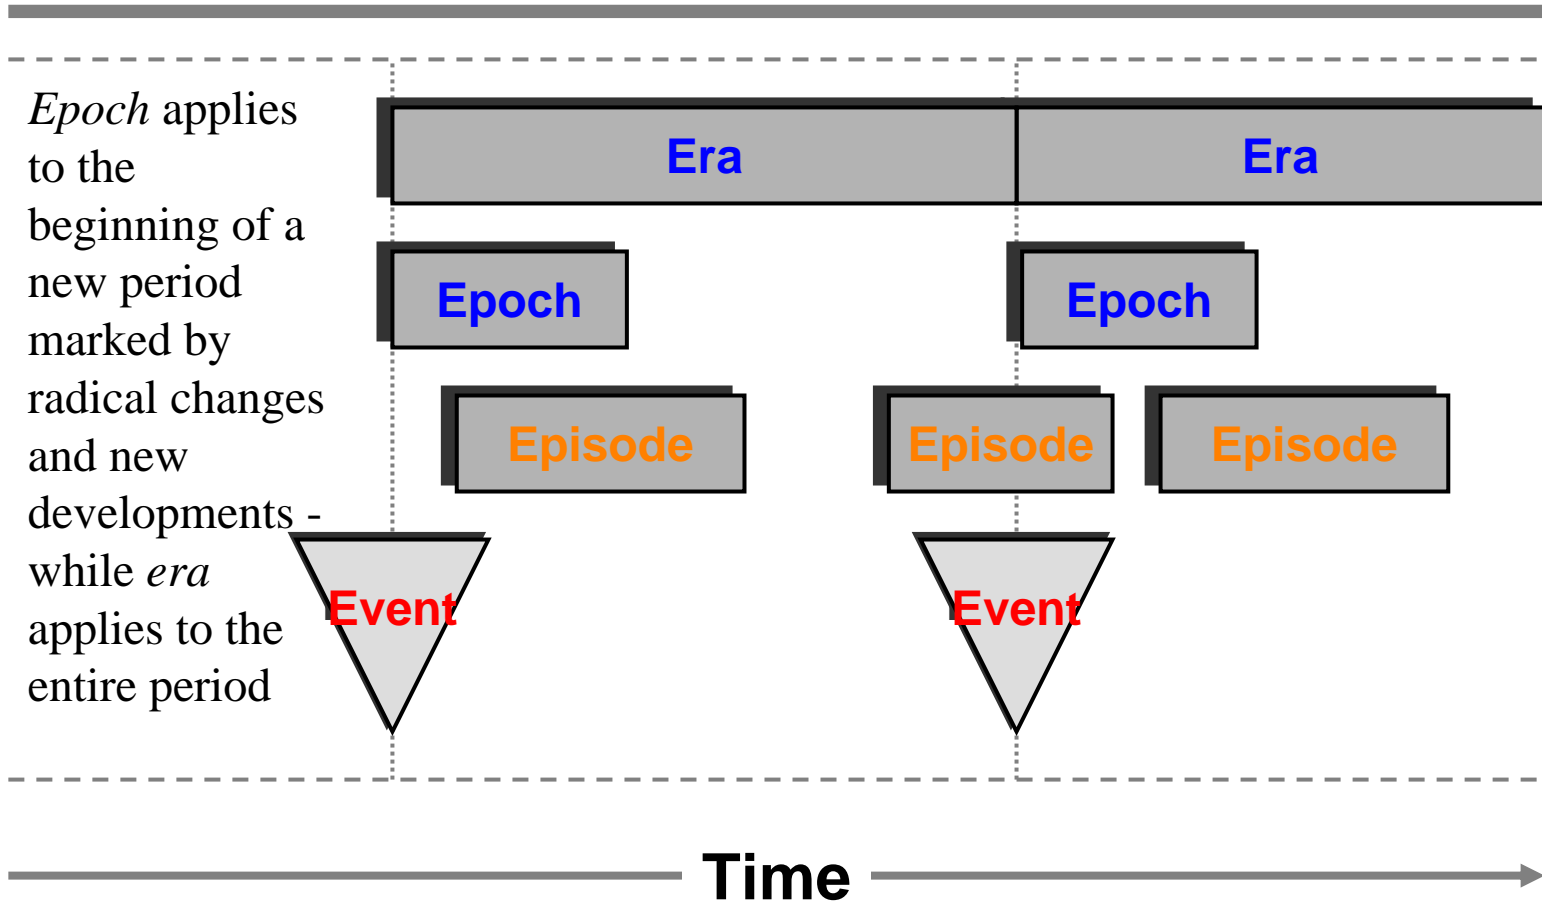 Epoch applies
to the
beginning of a
new period
marked by
radical changes
and new
developments -
while era
applies to the
entire period
Era Era
Epoch Epoch
Episode Episode Episode
Event Event
Time